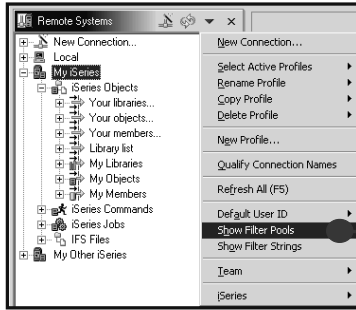 Remote Systems
New Connection...
Local
My iSeries
iSeries Objects
Your libraries...
Your objects...
Your members...
Library list
My Libraries
My Objects
My Members
iSeries Commands
iSeries Jobs
IFS Files
My Other iSeries
New Connection...
Select Active Profiles
Rename Profile
Copy Profile
Delete Profile
New Profile...
Qualify Connection Names
Refresh All (F5)
Default User ID
Show Filter Pools
Show Filter Strings
Team
iSeries